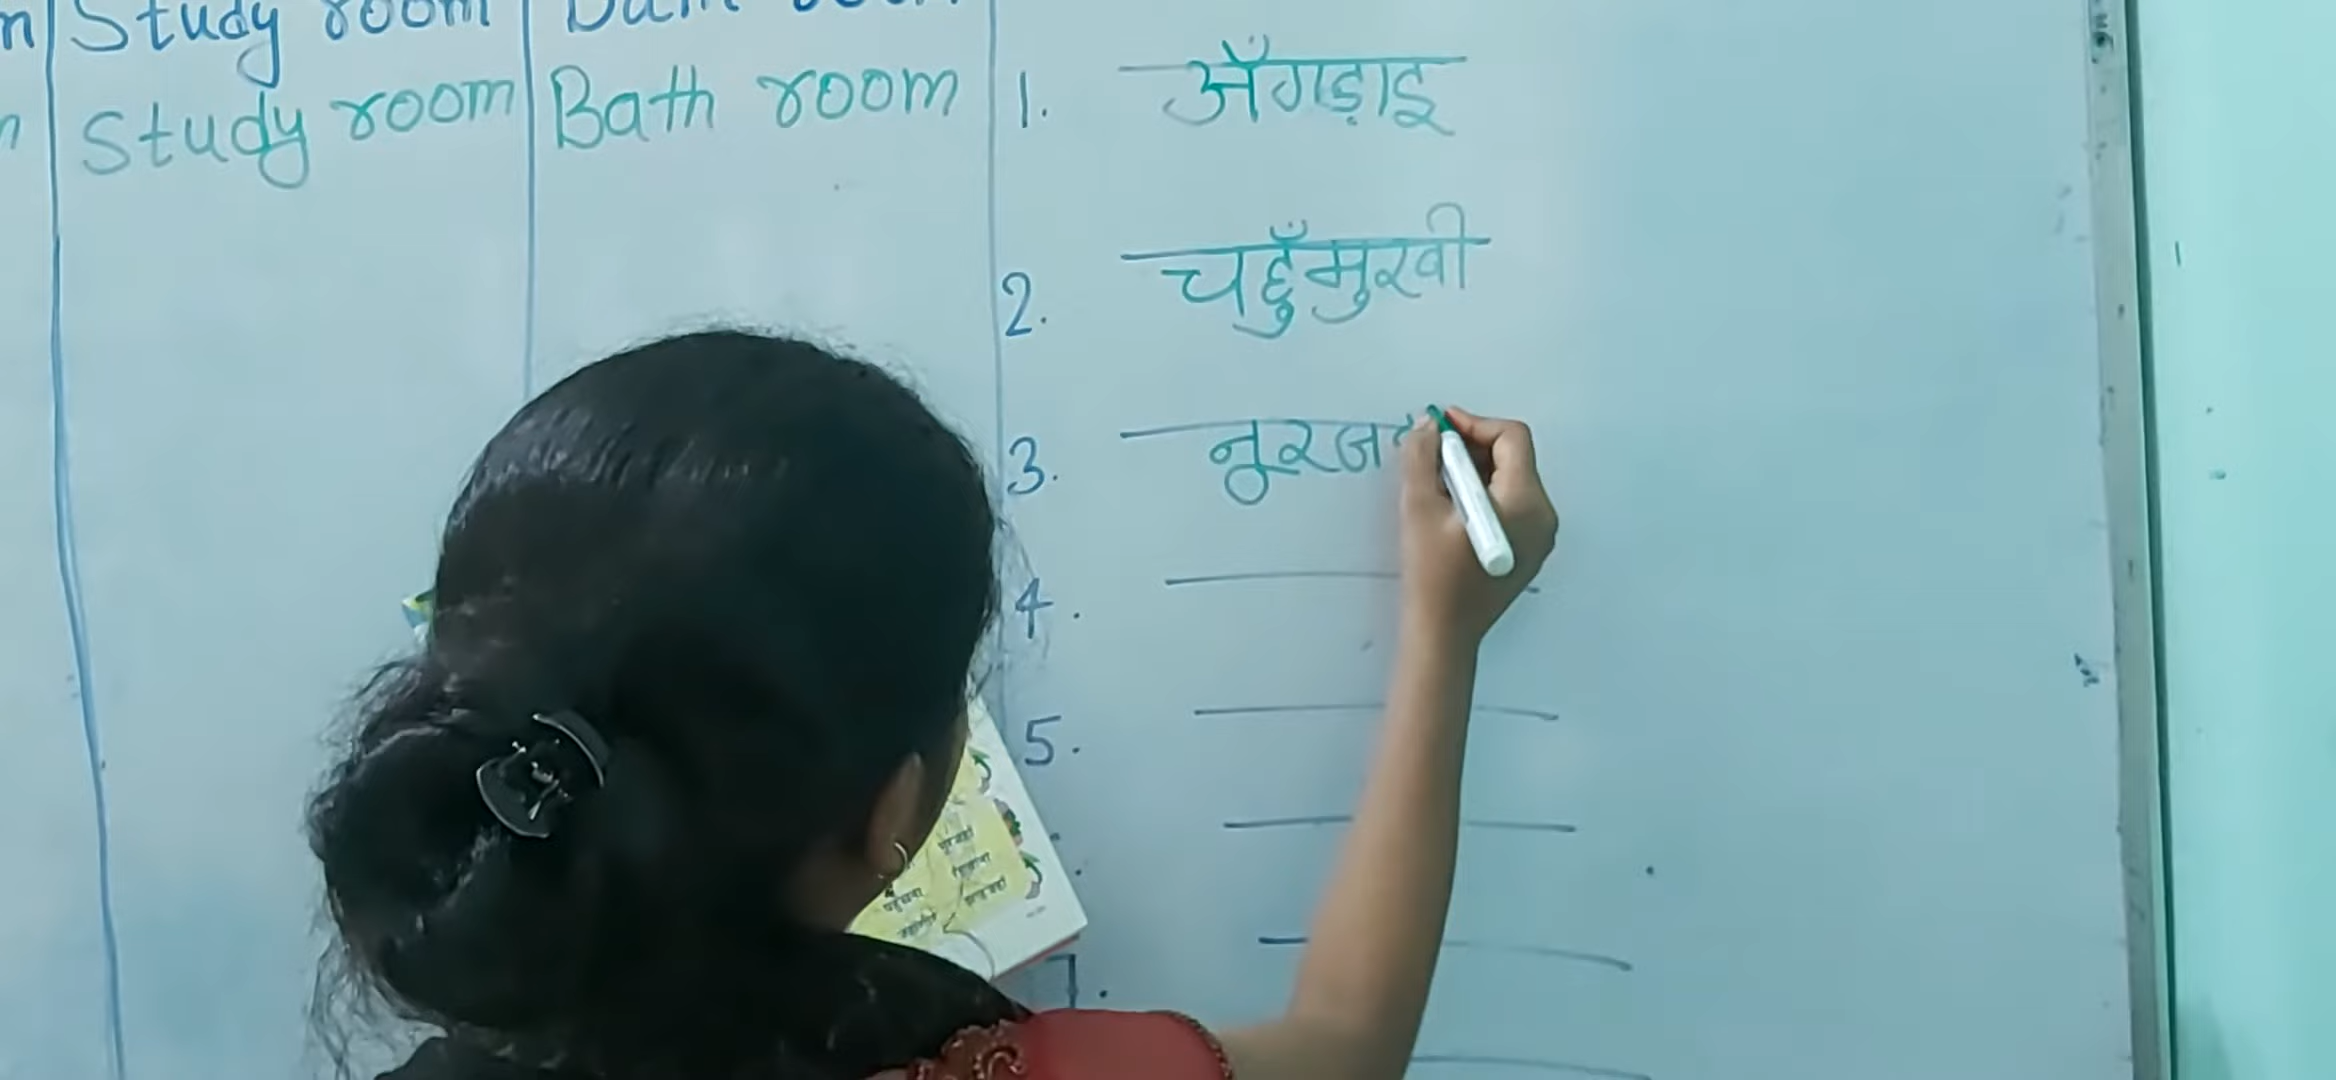 Study room
Study room Bath room
1. अँगड़ाइ
2. चहुँमुखी
3. नुरज
4.
5.